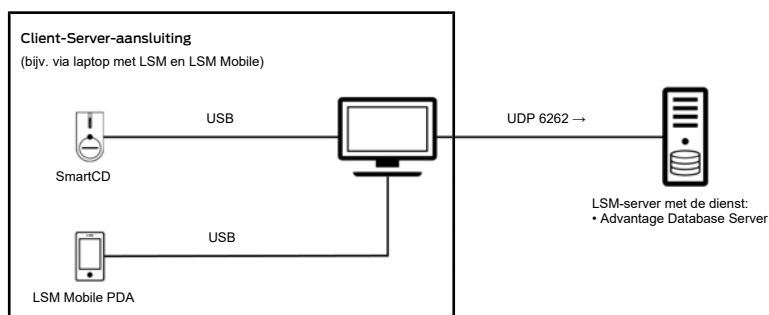 Client-Server-aansluiting
(bijv. via laptop met LSM en LSM Mobile)
USB
UDP 6262 →
SmartCD
LSM-server met de dienst:
• Advantage Database Server
USB
LSM Mobile PDA